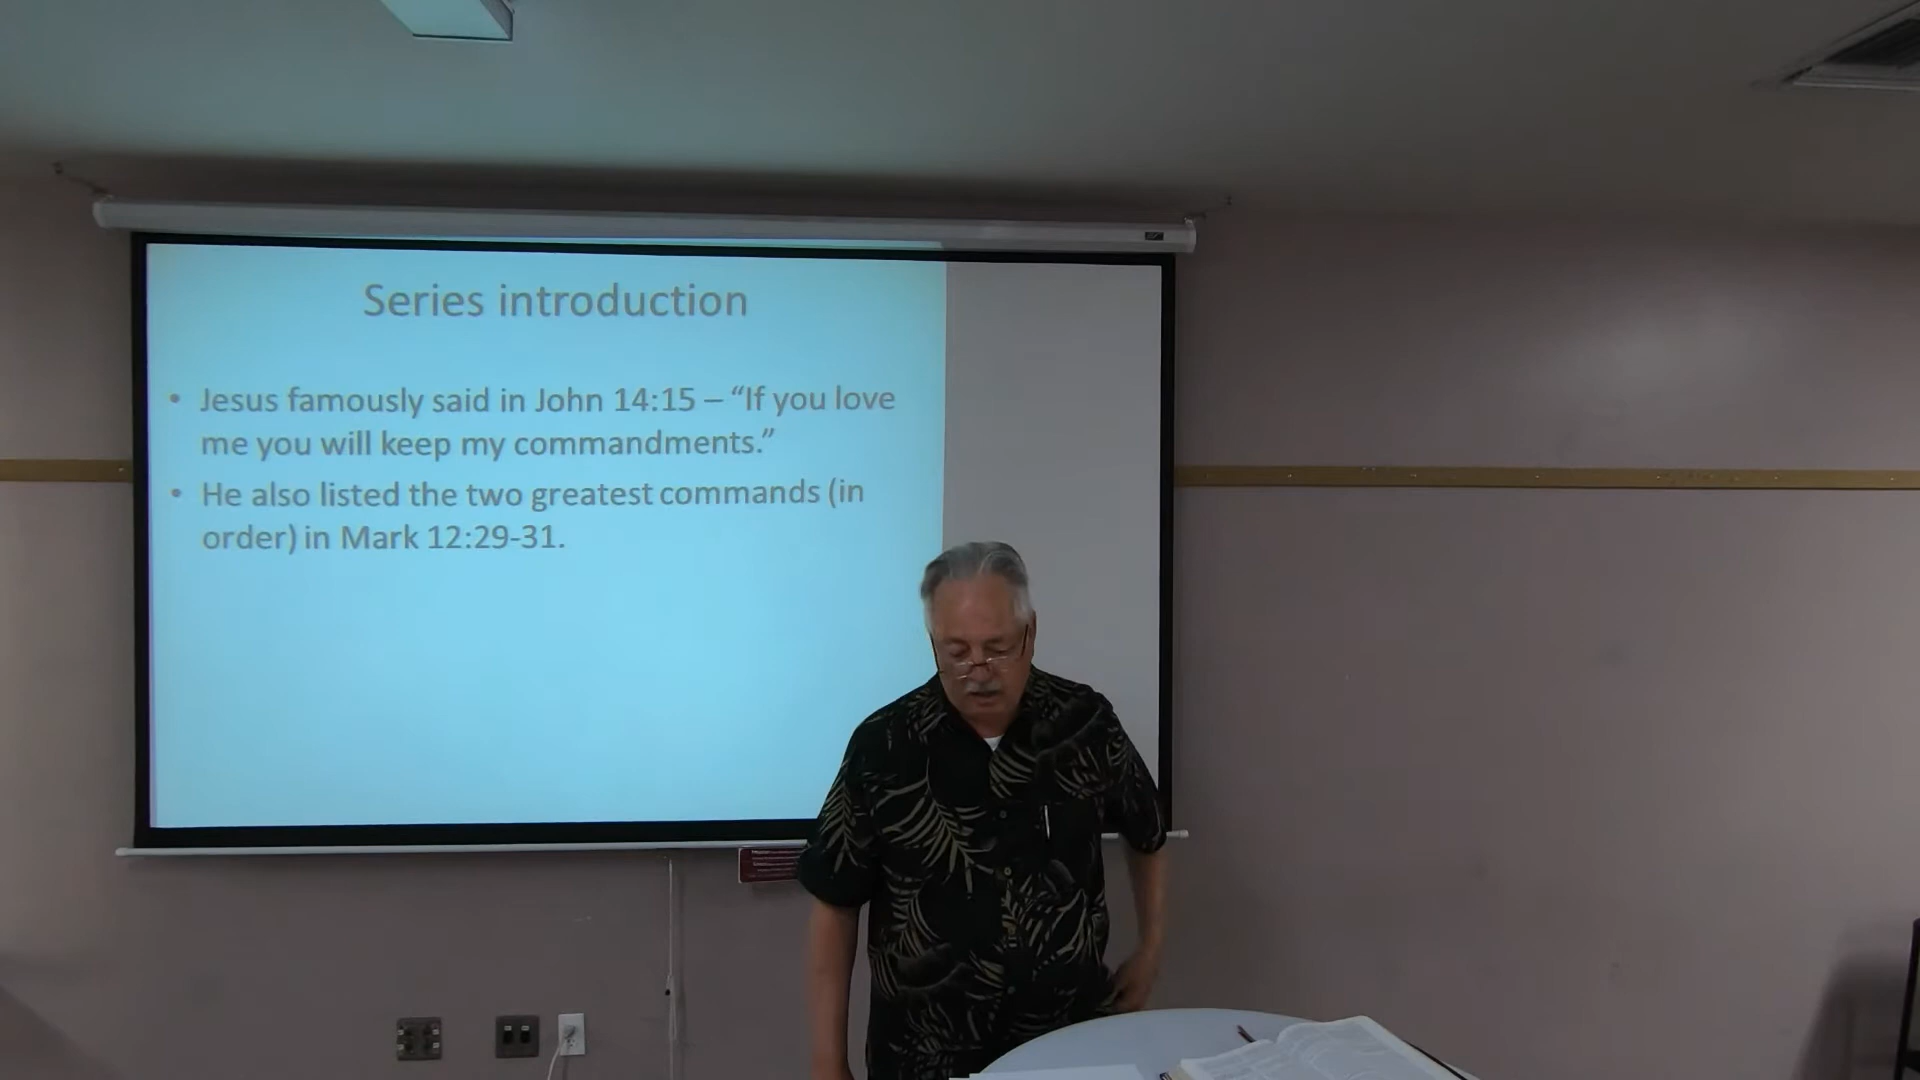 Series introduction
• Jesus famously said in John 14:15 – “If you love
me you will keep my commandments.”
• He also listed the two greatest commands (in
order) in Mark 12:29-31.